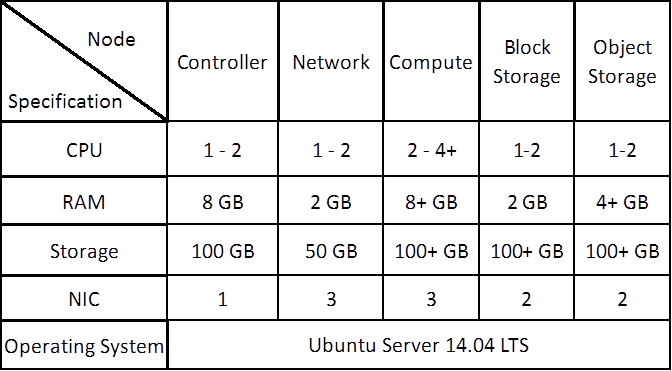 Node
Specification
Controller
Network
Compute
Block
Storage
Object
Storage
CPU 1 - 2 1 - 2 2 - 4+ 1-2 1-2
RAM 8 GB 2 GB 8+ GB 2 GB 4+ GB
Storage 100 GB 50 GB 100+ GB 100+ GB 100+ GB
NIC 1 3 3 2 2
Operating System Ubuntu Server 14.04 LTS